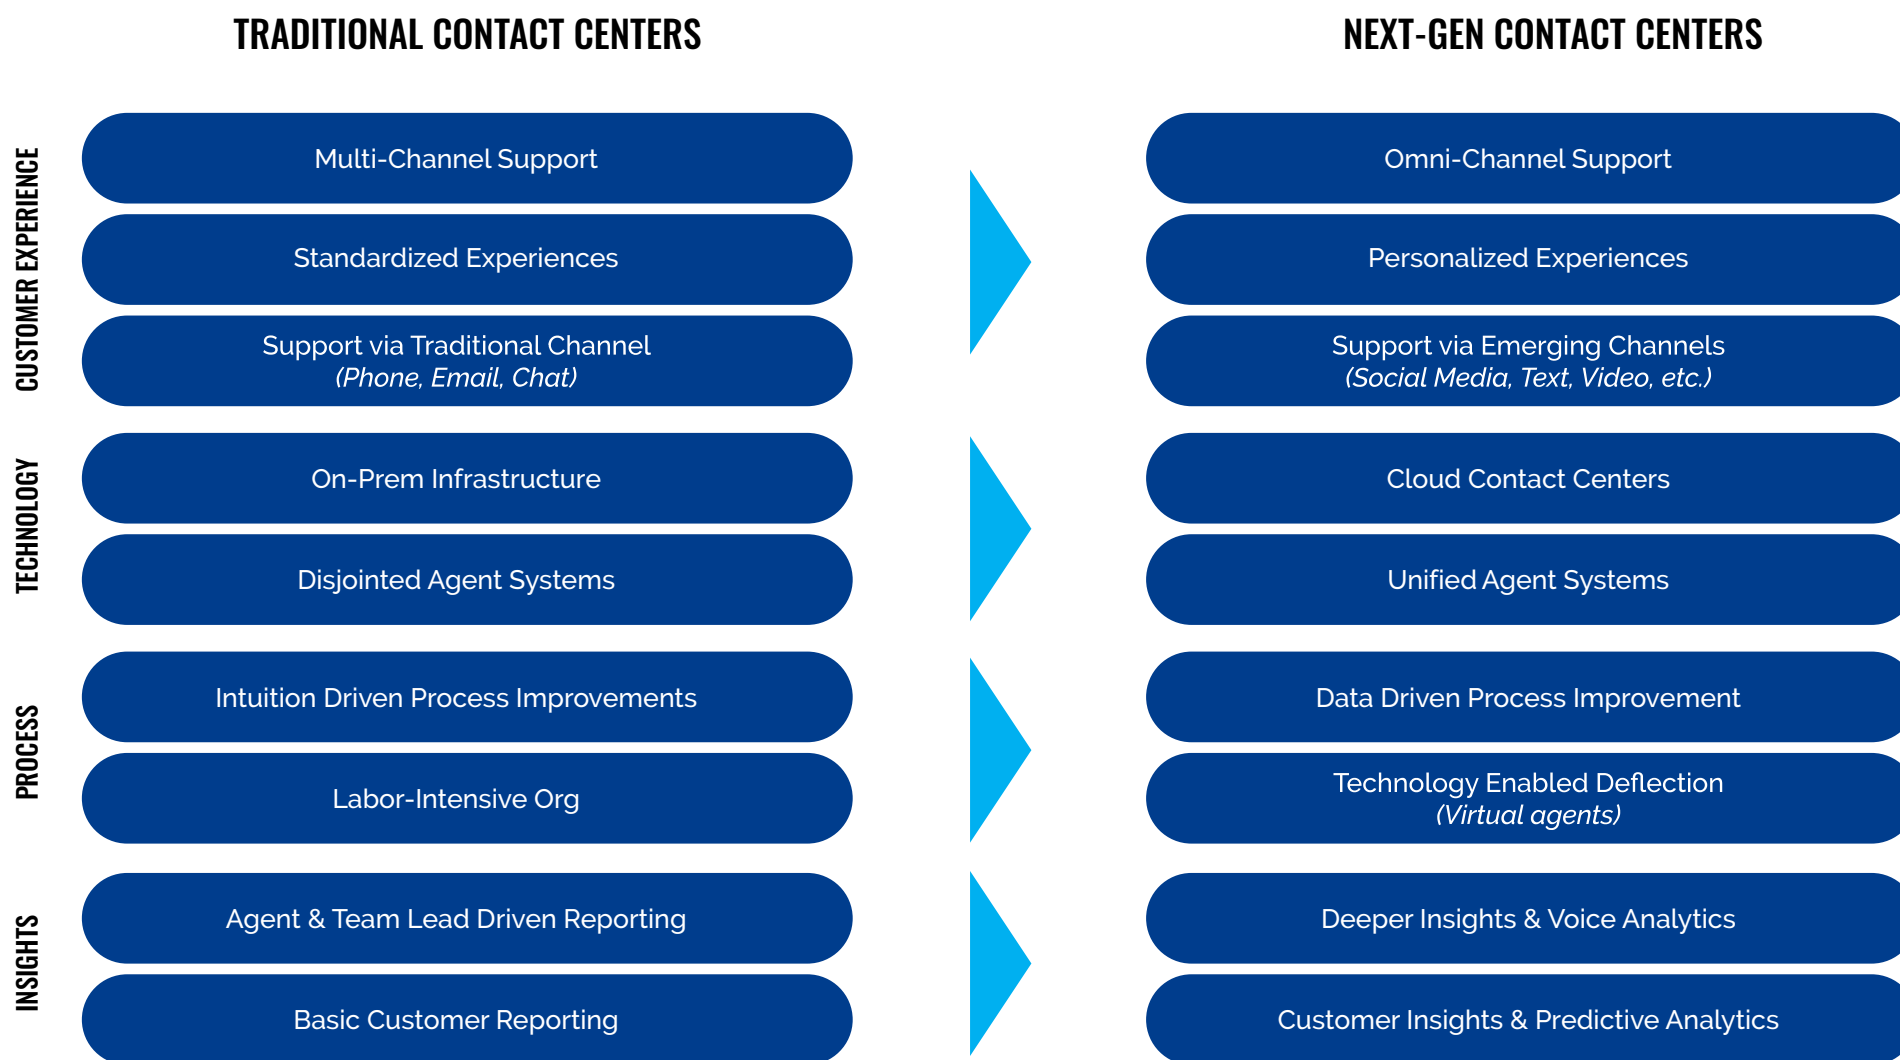 TRADITIONAL CONTACT CENTERS
NEXT-GEN CONTACT CENTERS
CUSTOMER EXPERIENCE
Multi-Channel Support
Omni-Channel Support
Standardized Experiences
Personalized Experiences
Support via Traditional Channel
(Phone, Email, Chat)
Support via Emerging Channels
(Social Media, Text, Video, etc.)
TECHNOLOGY
On-Prem Infrastructure
Cloud Contact Centers
Disjointed Agent Systems
Unified Agent Systems
PROCESS
Intuition Driven Process Improvements
Data Driven Process Improvement
Labor-Intensive Org
Technology Enabled Deflection
(Virtual agents)
INSIGHTS
Agent & Team Lead Driven Reporting
Deeper Insights & Voice Analytics
Basic Customer Reporting
Customer Insights & Predictive Analytics